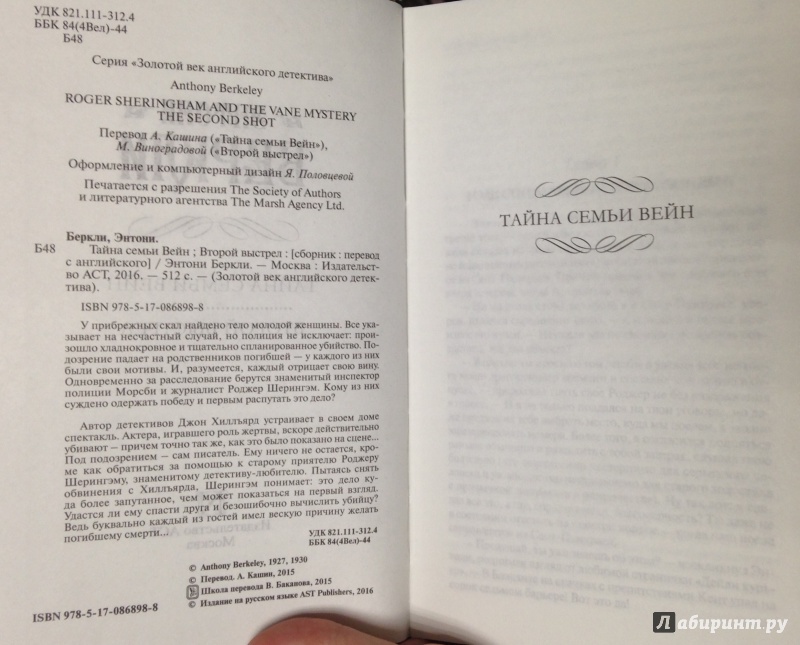 УДК 821.111-312.4
ББК 84(4Вел)-44
Б48
Серия «Золотой век английского детектива»
Anthony Berkeley
ROGER SHERINGHAM AND THE VANE MYSTERY
THE SECOND SHOT
Перевод А. Кашина («Тайна семьи Вейн»),
М. Виноградовой («Второй выстрел»)
Оформление и компьютерный дизайн Я. Половцевой
Печатается с разрешения The Society of Authors
и литературного агентства The Marsh Agency Ltd.
Беркли, Энтони.
Б48 Тайна семьи Вейн ; Второй выстрел : [сборник : перевод
с английского] / Энтони Беркли. — Москва : Издательст-
во АСТ, 2016. — 512 с. — (Золотой век английского детек-
тива).
ISBN 978-5-17-086898-8
У прибрежных скал найдено тело молодой женщины. Все ука-
зывает на несчастный случай, но полиция не исключает: прои-
зошло хладнокровное и тщательно спланированное убийство. По-
дозрение падает на родственников погибшей — у каждого из них
были свои мотивы. И, разумеется, каждый отрицает свою вину.
Одновременно за расследование берутся знаменитый инспектор
полиции Морсби и журналист Роджер Шерингэм. Кому из них
суждено одержать победу и первым распутать это дело?
Автор детективов Джон Хиллъярд устраивает в своем доме
спектакль. Актера, игравшего роль жертвы, вскоре действительно
убивают — причем точно так же, как это было показано на сцене...
Под подозрением — сам писатель. Ему ничего не остается, кро-
ме как обратиться за помощью к старому приятелю Роджеру
Шерингэму, знаменитому детективу-любителю. Пытаясь снять
обвинения с Хиллъярда, Шерингэм понимает: это дело ку-
да более запутанное, чем может показаться на первый взгляд.
Удастся ли ему спасти друга и безошибочно вычислить убийцу?
Ведь буквально каждый из гостей имел вескую причину желать
погибшему смерти...
УДК 821.111-312.4
ББК 84(4Вел)-44
© Anthony Berkeley, 1927, 1930
© Перевод. А. Кашин, 2015
Школа перевода В. Баканова, 2015
© Издание на русском языке AST Publishers, 2016
ISBN 978-5-17-086898-8
ТАЙНА СЕМЬИ ВЕЙН
Лабиринт.ру